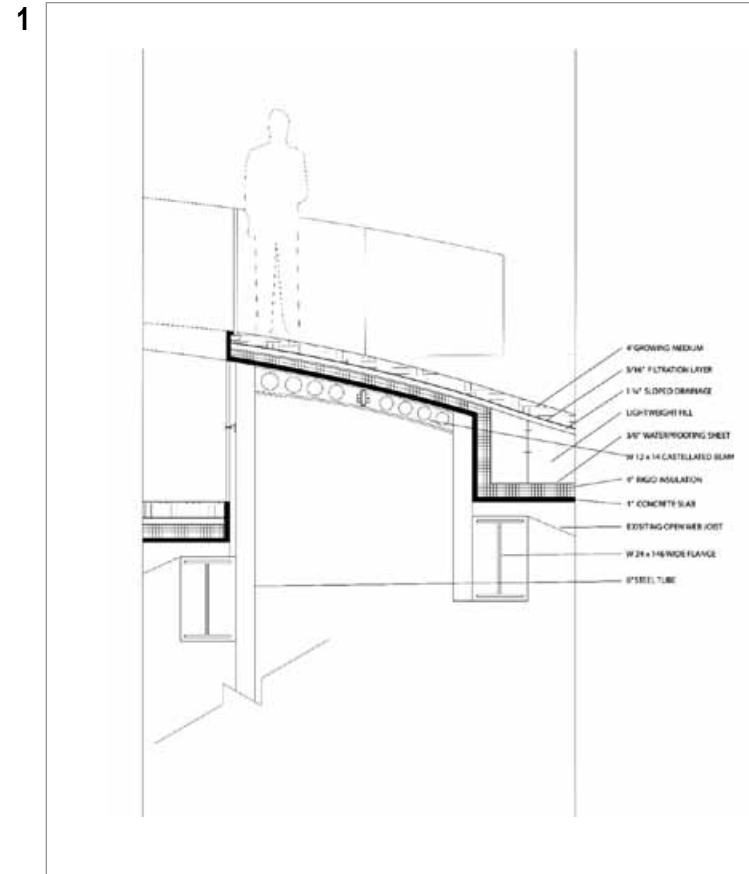 1
4" GROWING MEDIUM
3/16" FILTRATION LAYER
1 ¼" SLOPED DRAINAGE
LIGHTWEIGHT FILL
3/8" WATERPROOFING SHEET
W 12 x 14 CASTELLATED BEAM
4" RIGID INSULATION
1" CONCRETE SLAB
EXISITING OPEN WEB JOIST
W 24 x 146 WIDE FLANGE
STEEL TUBE